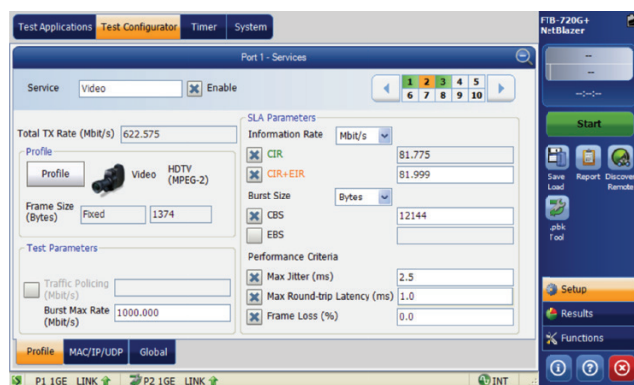 Test Applications Test Configurator Timer System
FTB-720G+
NetBlazer
Port 1 - Services
Service Video Enable
1 2 3 4 5
6 7 8 9 10
--
--
--:--:--
Start
Total TX Rate (Mbit/s) 622.575
Profile
Profile Video HDTV
(MPEG-2)
Frame Size
(Bytes) Fixed 1374
Test Parameters
Traffic Policing
(Mbit/s)
Burst Max Rate
(Mbit/s) 1000.000
SLA Parameters
Information Rate Mbit/s
CIR 81.775
CIR+EIR 81.999
Burst Size Bytes
CBS 12144
EBS
Performance Criteria
Max Jitter (ms) 2.5
Max Round-trip Latency (ms) 1.0
Frame Loss (%) 0.0
Save
Load
Report
Discover
Remote
.pbk
Tool
Setup
Results
Functions
Profile MAC/IP/UDP Global
P1 1GE LINK P2 1GE LINK INT